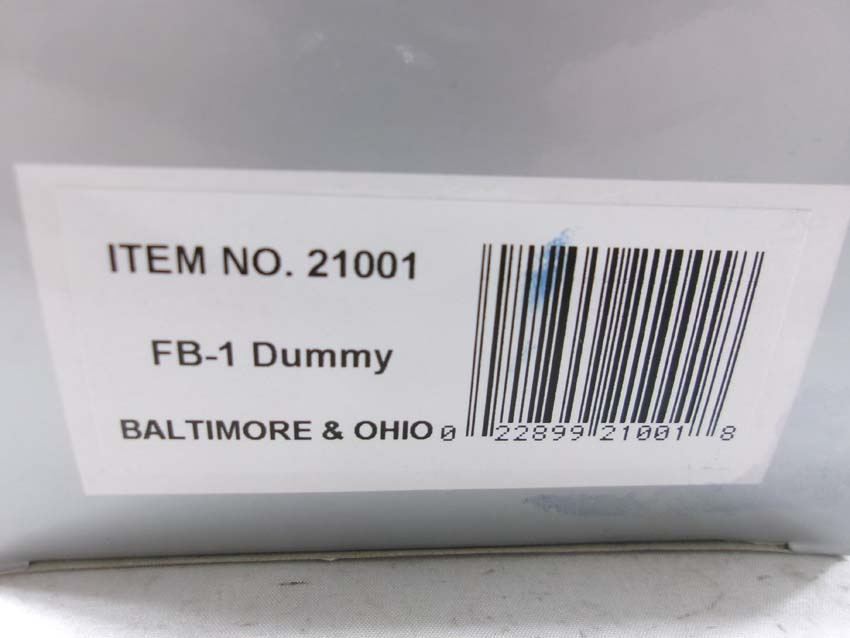 ITEM NO. 21001
FB-1 Dummy
BALTIMORE & OHIO
0 22899 21001 8